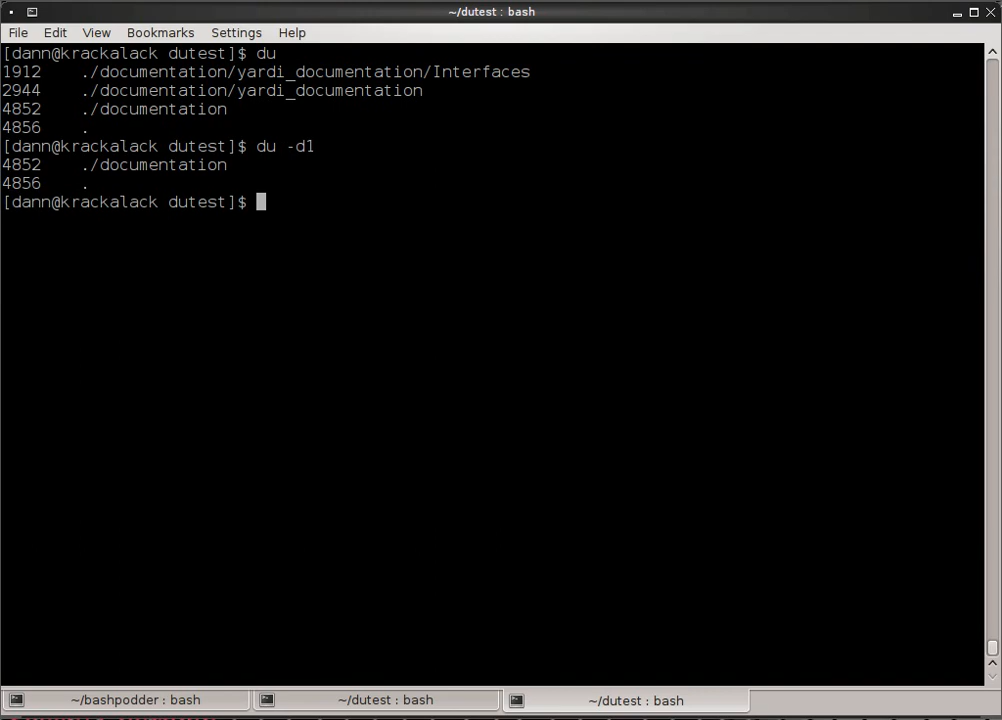 ~/dutest : bash
File Edit View Bookmarks Settings Help
[dann@krackalack dutest]$ du
1912    ./documentation/yardi_documentation/Interfaces
2944    ./documentation/yardi_documentation
4852    ./documentation
4856    .
[dann@krackalack dutest]$ du -d1
4852    ./documentation
4856    .
[dann@krackalack dutest]$
~/bashpodder : bash ~/dutest : bash ~/dutest : bash